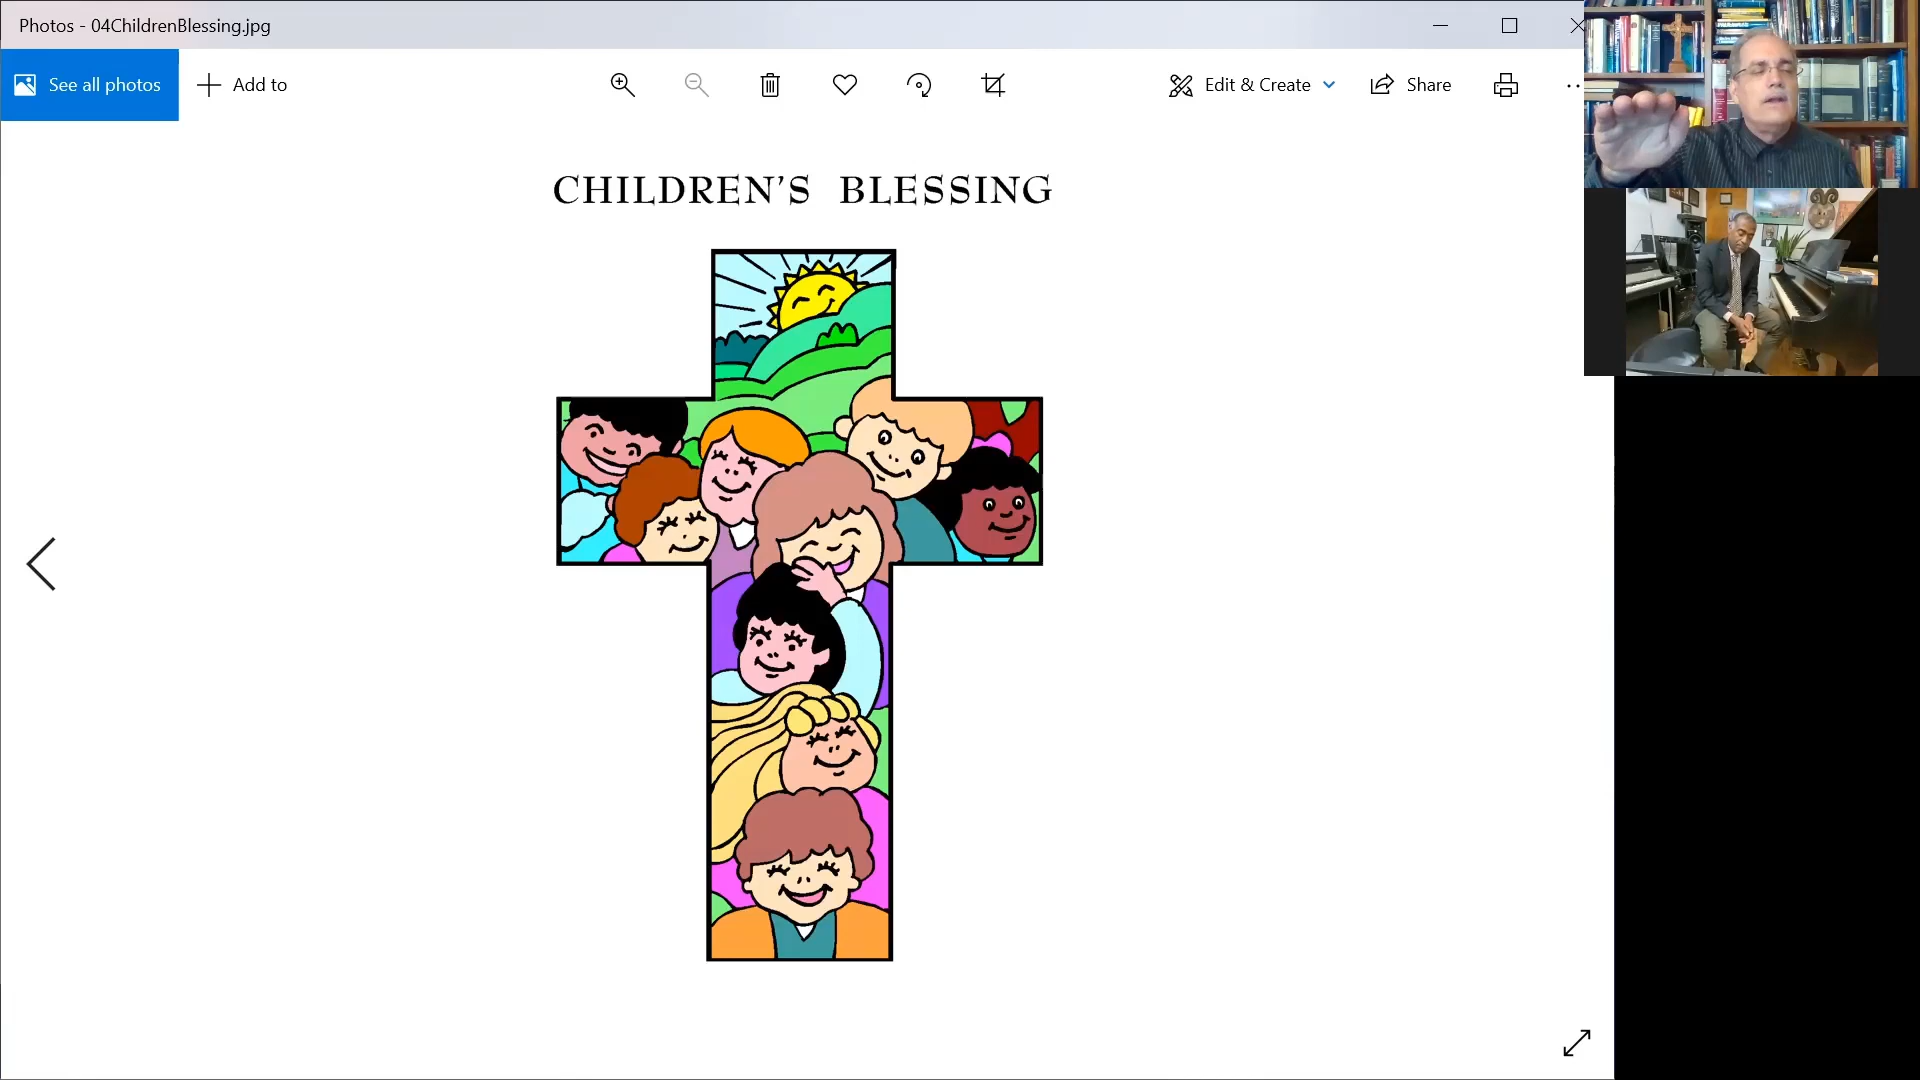 Photos - 04ChildrenBlessing.jpg
See all photos
Add to
Edit & Create
Share
CHILDREN'S BLESSING